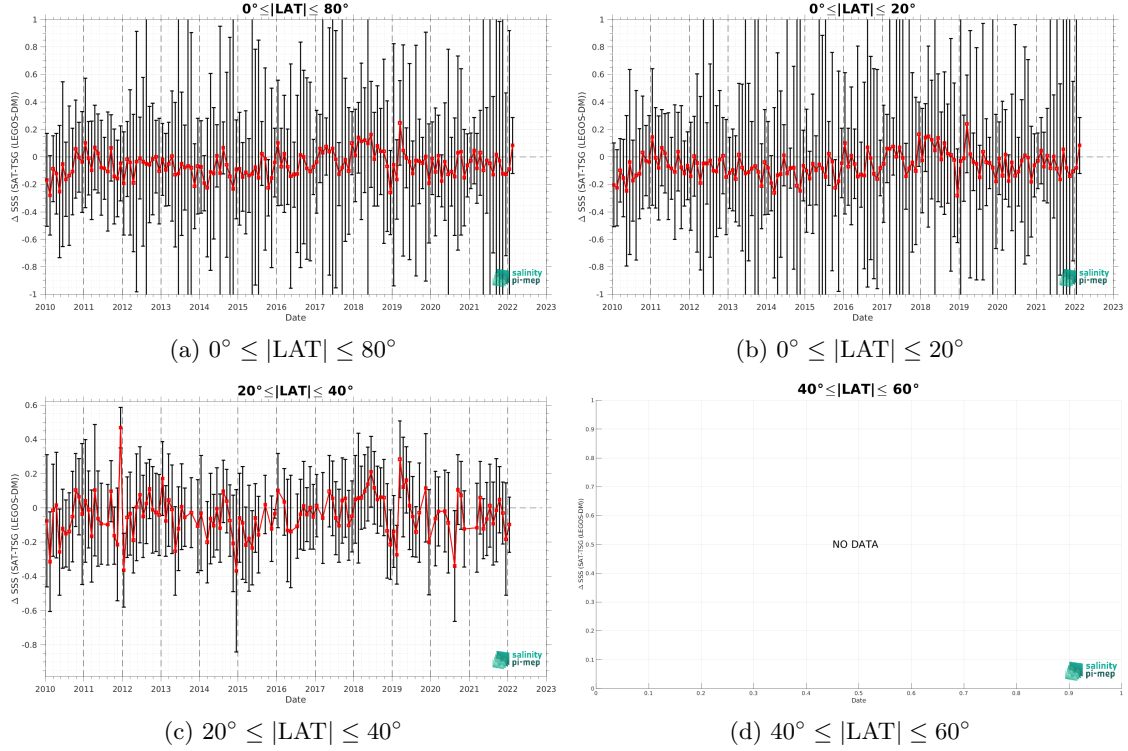 0°≤|LAT|≤ 80°
Δ SSS (SAT-TSG (LEGOS-DM))
1
0.8
0.6
0.4
0.2
0
-0.2
-0.4
-0.6
-0.8
-1
2010 2011 2012 2013 2014 2015 2016 2017 2018 2019 2020 2021 2022 2023
Date
salinity
pi-mep
(a) 0° ≤ |LAT| ≤ 80°
0°≤|LAT|≤ 20°
Δ SSS (SAT-TSG (LEGOS-DM))
1
0.8
0.6
0.4
0.2
0
-0.2
-0.4
-0.6
-0.8
-1
2010 2011 2012 2013 2014 2015 2016 2017 2018 2019 2020 2021 2022 2023
Date
salinity
pi-mep
(b) 0° ≤ |LAT| ≤ 20°
20°≤|LAT|≤ 40°
Δ SSS (SAT-TSG (LEGOS-DM))
0.6
0.4
0.2
0
-0.2
-0.4
-0.6
-0.8
2010 2011 2012 2013 2014 2015 2016 2017 2018 2019 2020 2021 2022 2023
Date
salinity
pi-mep
(c) 20° ≤ |LAT| ≤ 40°
40°≤|LAT|≤ 60°
Δ SSS (SAT-TSG (LEGOS-DM))
1
0.9
0.8
0.7
0.6
0.5
0.4
0.3
0.2
0.1
0
NO DATA
0 0.1 0.2 0.3 0.4 0.5 0.6 0.7 0.8 0.9 1
Date
salinity
pi-mep
(d) 40° ≤ |LAT| ≤ 60°